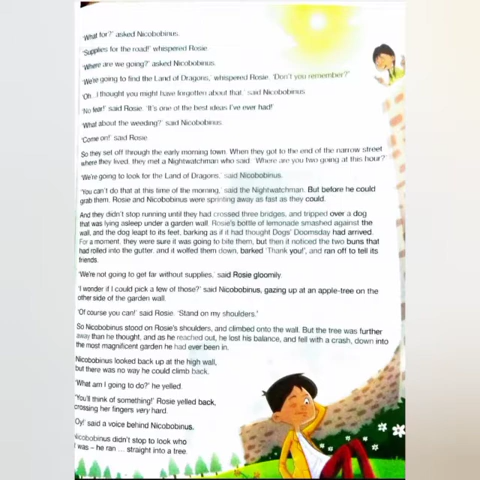 'What for?' asked Nicobobinus.
'Supplies for the road!' whispered Rosie.
'Where are we going?' asked Nicobobinus.
'We're going to find the Land of Dragons,' whispered Rosie. 'Don't you remember?'
'Oh...I thought you might have forgotten about that,' said Nicobobinus.
'No fear!' said Rosie. 'It's one of the best ideas I've ever had!'
'What about the weeding?' said Nicobobinus.
'Come on!' said Rosie.
So they set off through the early morning town. When they got to the end of the narrow street
where they lived, they met a Nightwatchman who said 'Where are you two going at this hour?'
'We're going to look for the Land of Dragons,' said Nicobobinus.
'You can't do that at this time of the morning,' said the Nightwatchman. But before he could
grab them, Rosie and Nicobobinus were sprinting away as fast as they could.
And they didn't stop running until they had crossed three bridges, and tripped over a dog
that was lying asleep under a garden wall. Rosie's bottle of lemonade smashed against the
wall, and the dog leapt to its feet, barking as if it had thought Dogs' Doomsday had arrived.
For a moment, they were sure it was going to bite them, but then it noticed the two buns that
had rolled into the gutter and it wolfed them down, barked 'Thank you!', and ran off to tell its
friends.
'We're not going to get far without supplies,' said Rosie gloomily.
'I wonder if I could pick a few of those?' said Nicobobinus, gazing up at an apple-tree on the
other side of the garden wall.
'Of course you can!' said Rosie. 'Stand on my shoulders.'
So Nicobobinus stood on Rosie's shoulders, and climbed onto the wall. But the tree was further
away than he thought, and as he reached out, he lost his balance, and fell with a crash, down into
the most magnificent garden he had ever been in.
Nicobobinus looked back up at the high wall,
but there was no way he could climb back.
'What am I going to do?' he yelled.
'You'll think of something!' Rosie yelled back,
crossing her fingers very hard.
Oy!' said a voice behind Nicobobinus.
Nicobobinus didn't stop to look who
was – he ran ... straight into a tree.